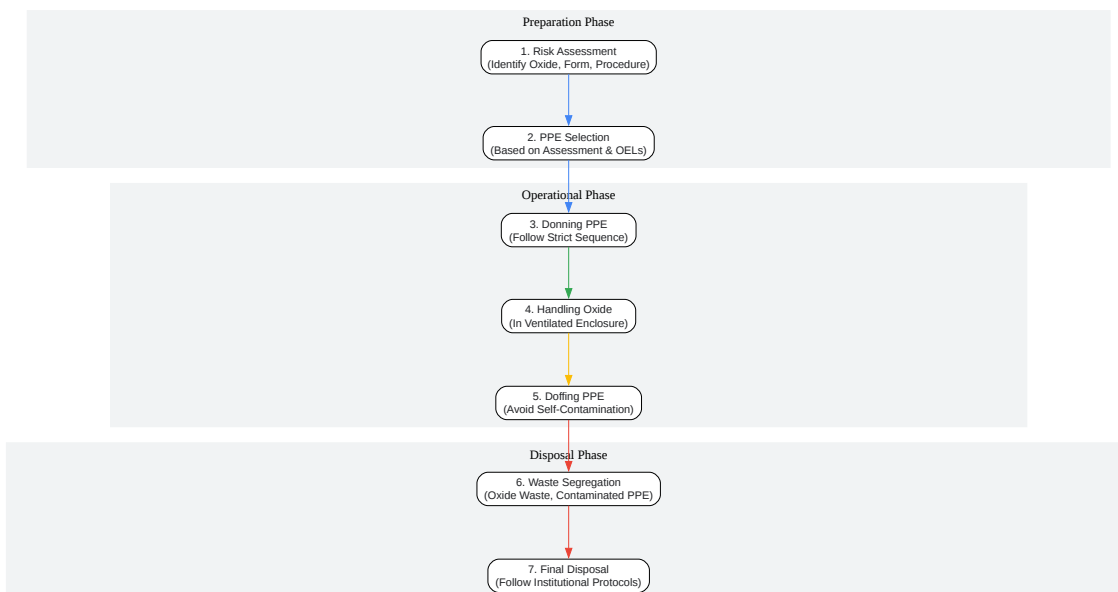 Preparation Phase
1. Risk Assessment
(Identify Oxide, Form, Procedure)
2. PPE Selection
(Based on Assessment & OELs)
Operational Phase
3. Donning PPE
(Follow Strict Sequence)
4. Handling Oxide
(In Ventilated Enclosure)
5. Doffing PPE
(Avoid Self-Contamination)
Disposal Phase
6. Waste Segregation
(Oxide Waste, Contaminated PPE)
7. Final Disposal
(Follow Institutional Protocols)